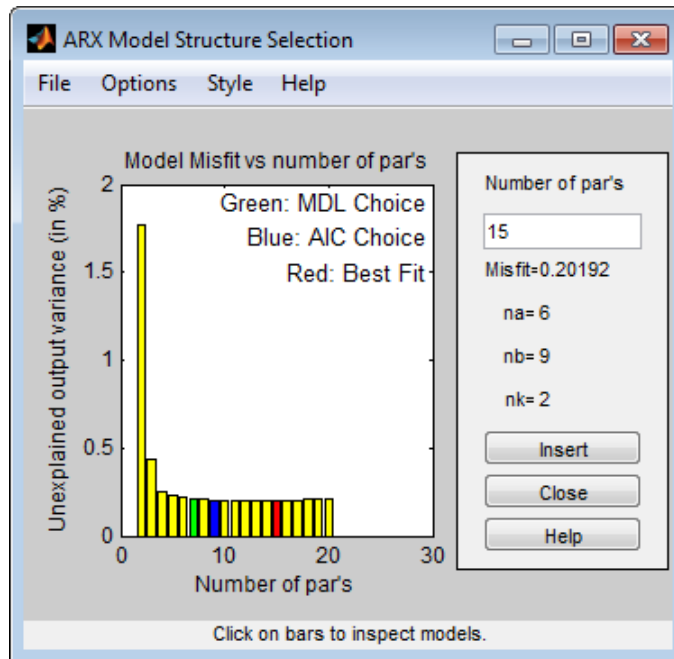 ARX Model Structure Selection
File Options Style Help
Model Misfit vs number of par's
Unexplained output variance (in %)
2
1.5
1
0.5
0
0 10 20 30
Green: MDL Choice
Blue: AIC Choice
Red: Best Fit
Number of par's
Number of par's
15
Misfit=0.20192
na= 6
nb= 9
nk= 2
Insert
Close
Help
Click on bars to inspect models.